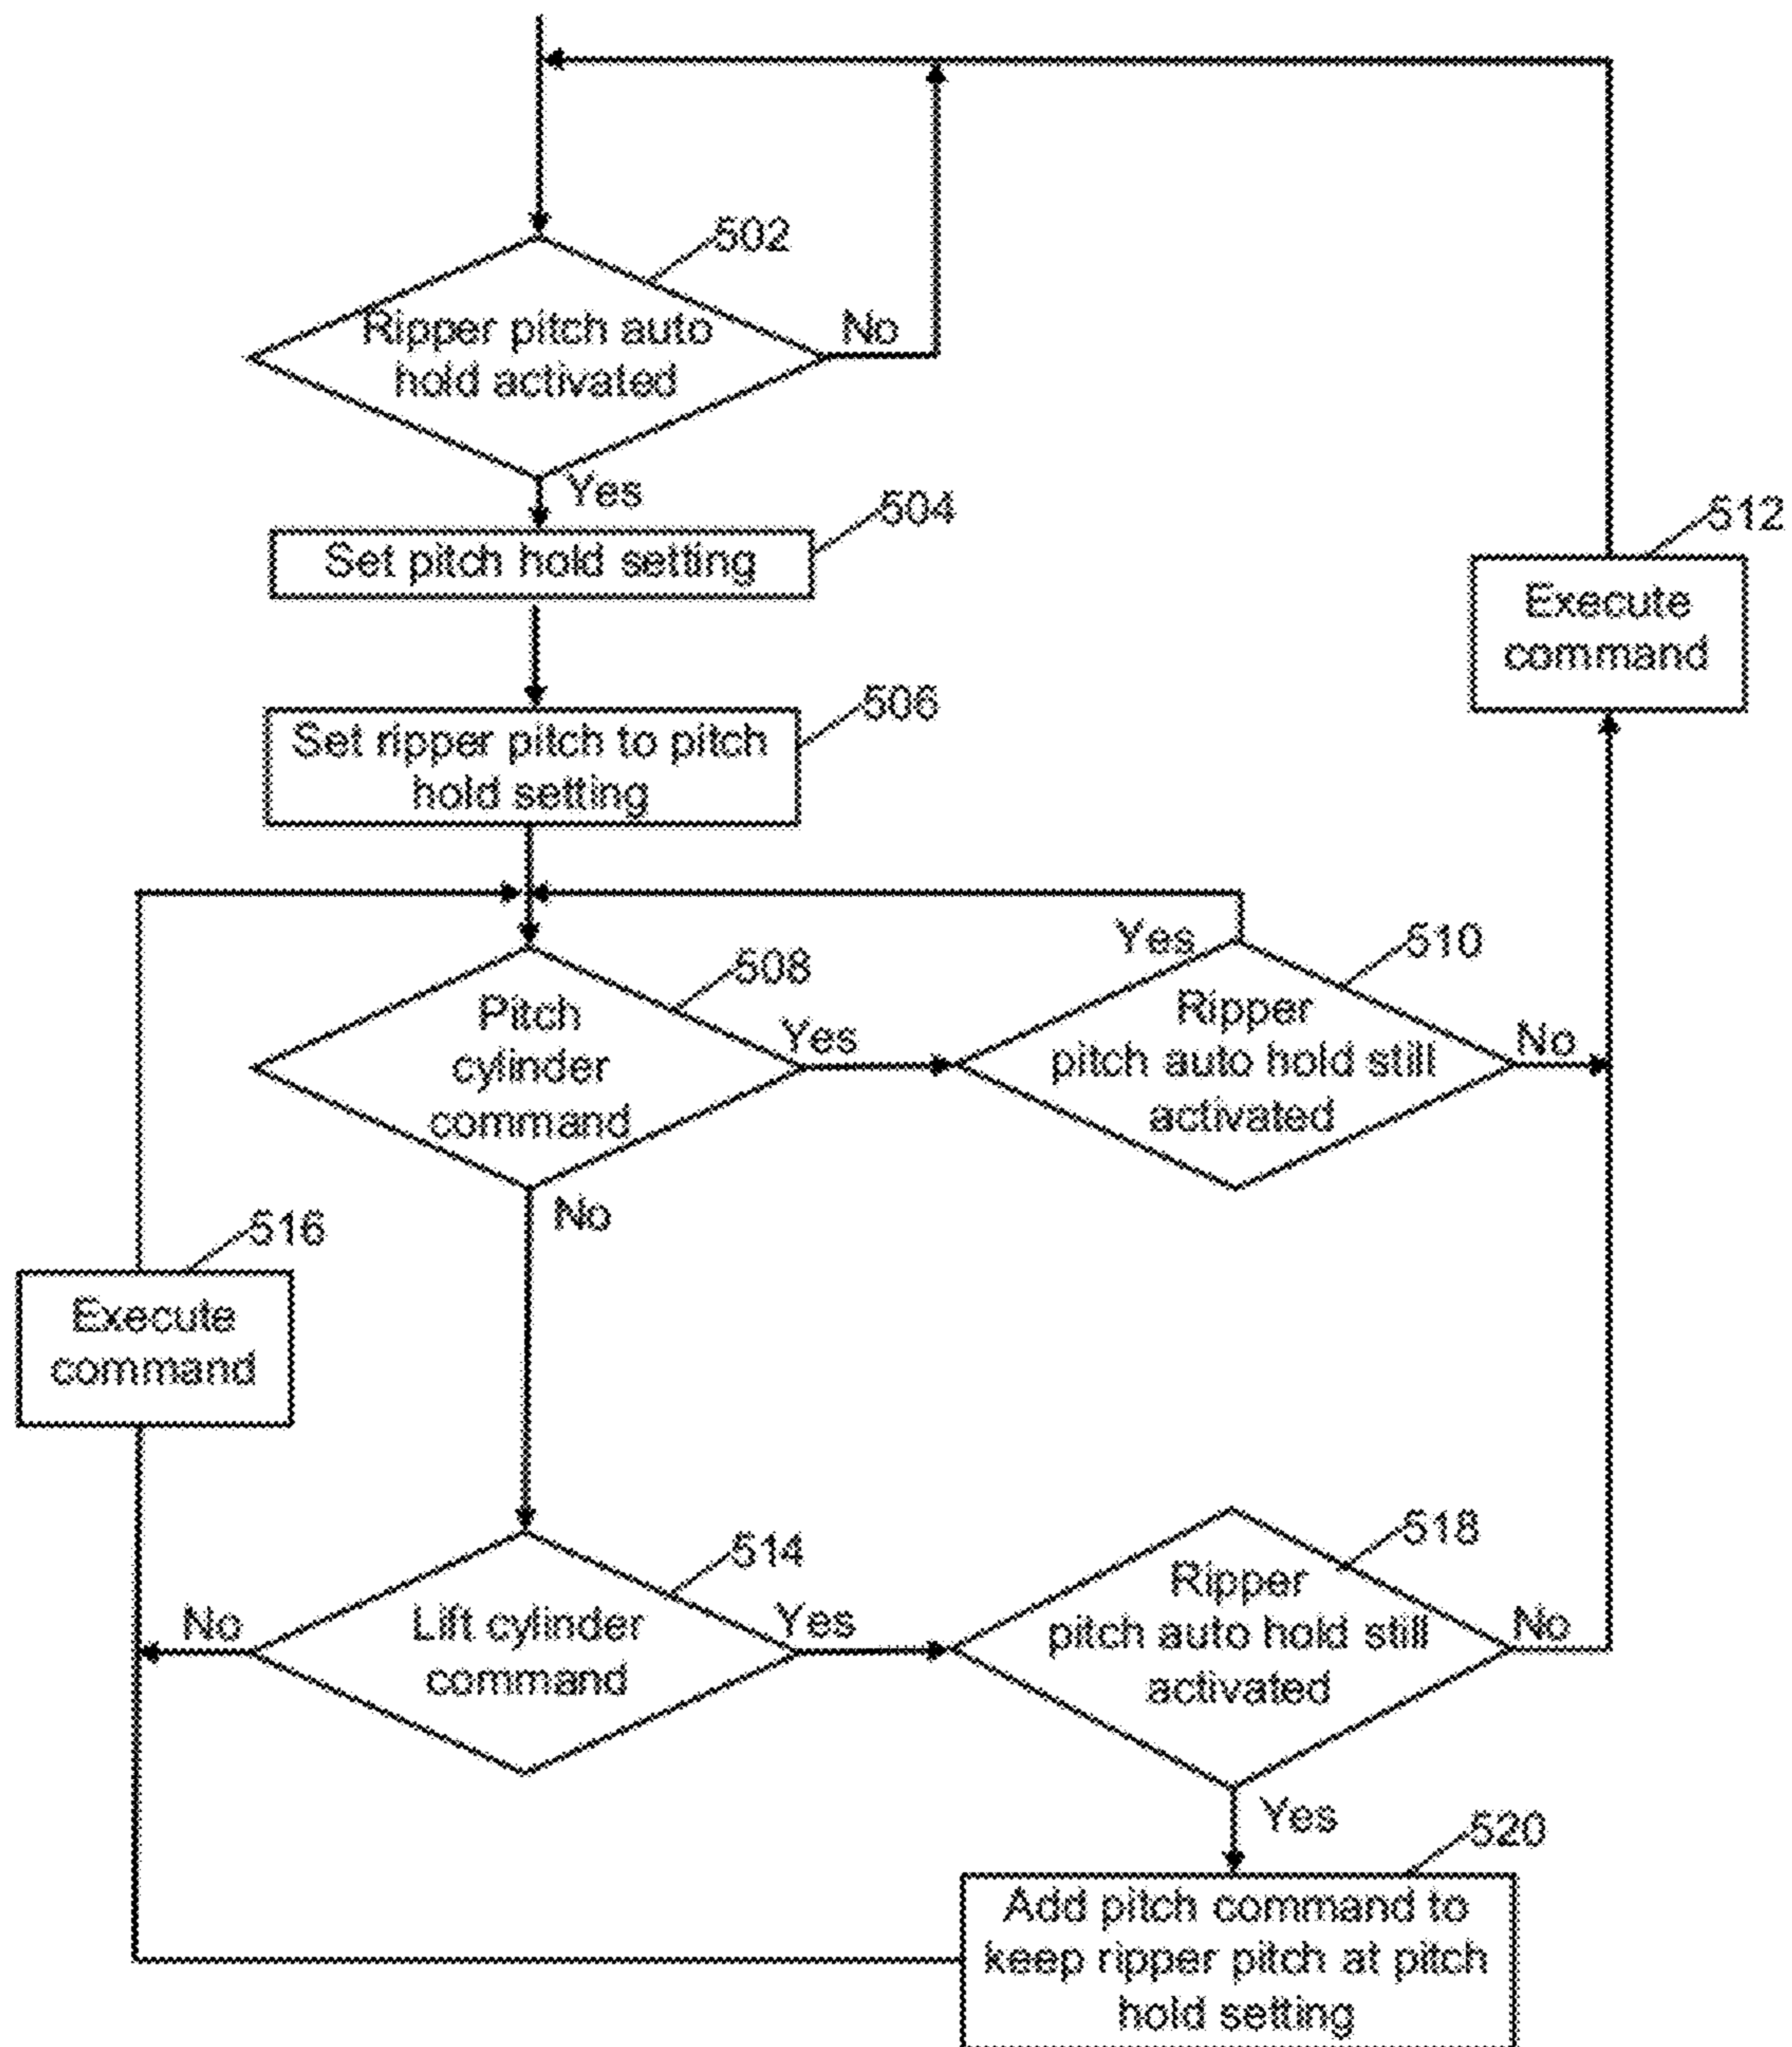 502
Ripper pitch auto
hold activated
No
Yes
504
Set pitch hold setting
512
Execute
command
506
Set ripper pitch to pitch
hold setting
508
Pitch
cylinder
command
Yes
Yes
510
Ripper
pitch auto hold still
activated
No
No
516
Execute
command
514
Lift cylinder
command
No
Yes
518
Ripper
pitch auto hold still
activated
No
Yes
520
Add pitch command to
keep ripper pitch at pitch
hold setting